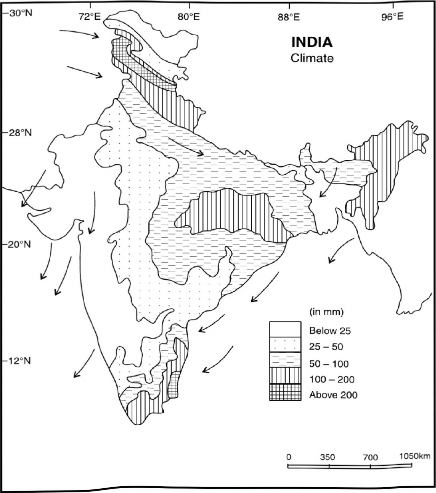 72°E 80°E 88°E 96°E
30°N
INDIA
Climate
28°N
20°N
12°N
(in mm)
Below 25
25 – 50
50 – 100
100 – 200
Above 200
0 350 700 1050km